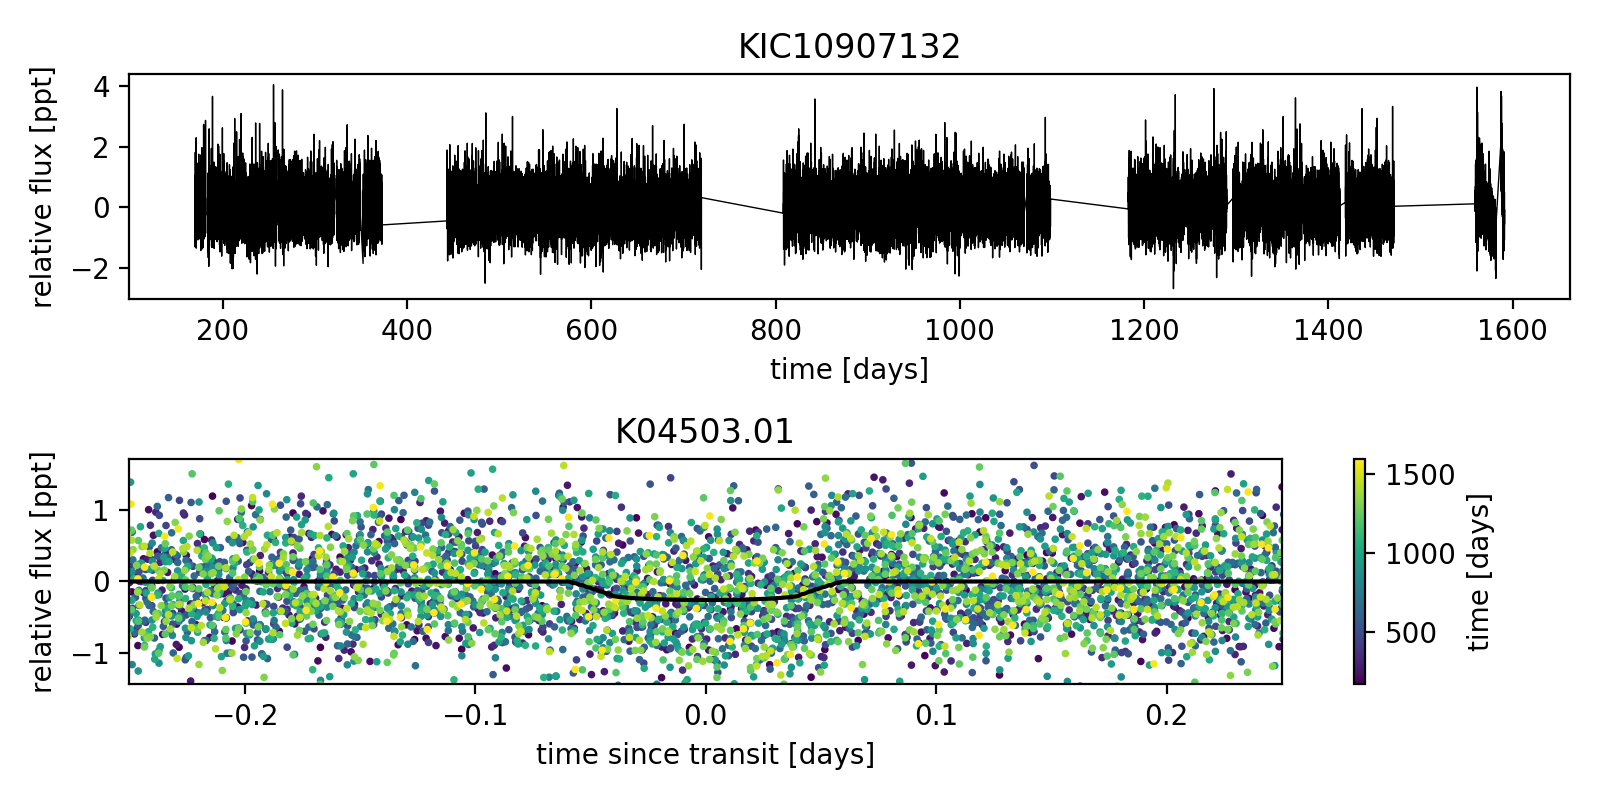 KIC10907132
relative flux [ppt]
4
2
0
−2
200 400 600 800 1000 1200 1400 1600
time [days]
K04503.01
relative flux [ppt]
1
0
−1
−0.2 −0.1 0.0 0.1 0.2
time since transit [days]
1500
1000
500
time [days]